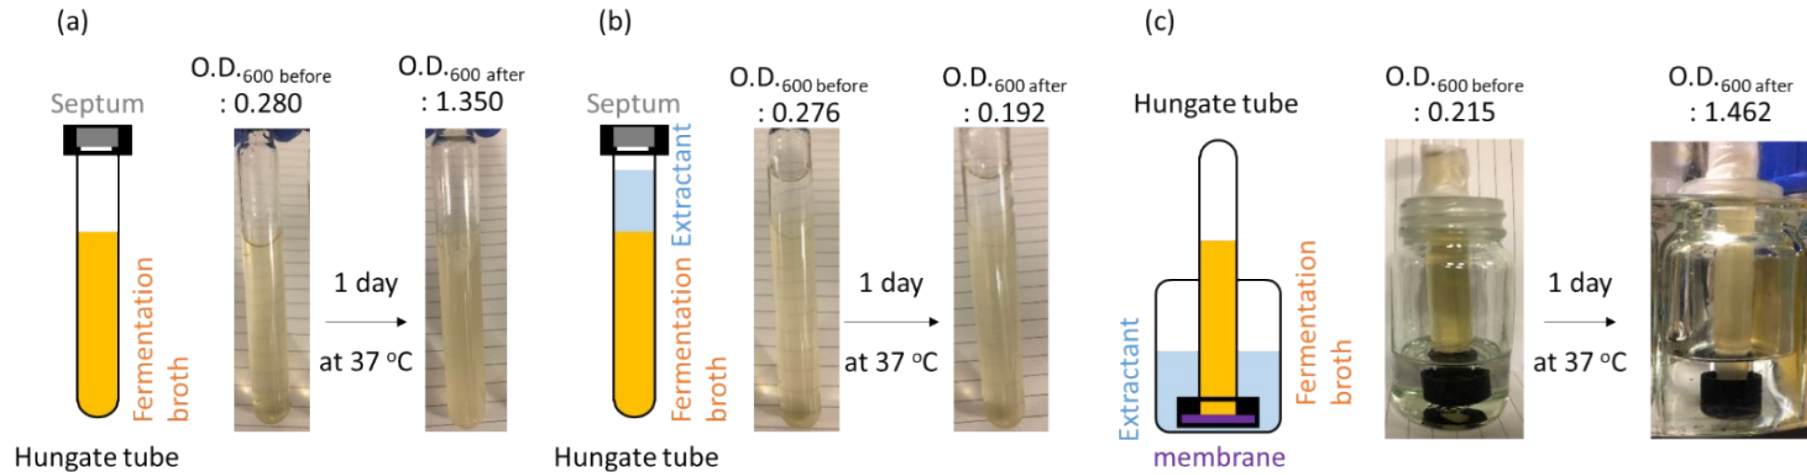 (a)
O.D.600 before
: 0.280
O.D.600 after
: 1.350
Septum
Fermentation
broth
1 day
at 37 °C
Hungate tube
(b)
O.D.600 before
: 0.276
O.D.600 after
: 0.192
Septum
Extractant
Fermentation
broth
1 day
at 37 °C
Hungate tube
(c)
O.D.600 before
: 0.215
O.D.600 after
: 1.462
Hungate tube
Extractant
Fermentation
broth
membrane
1 day
at 37 °C